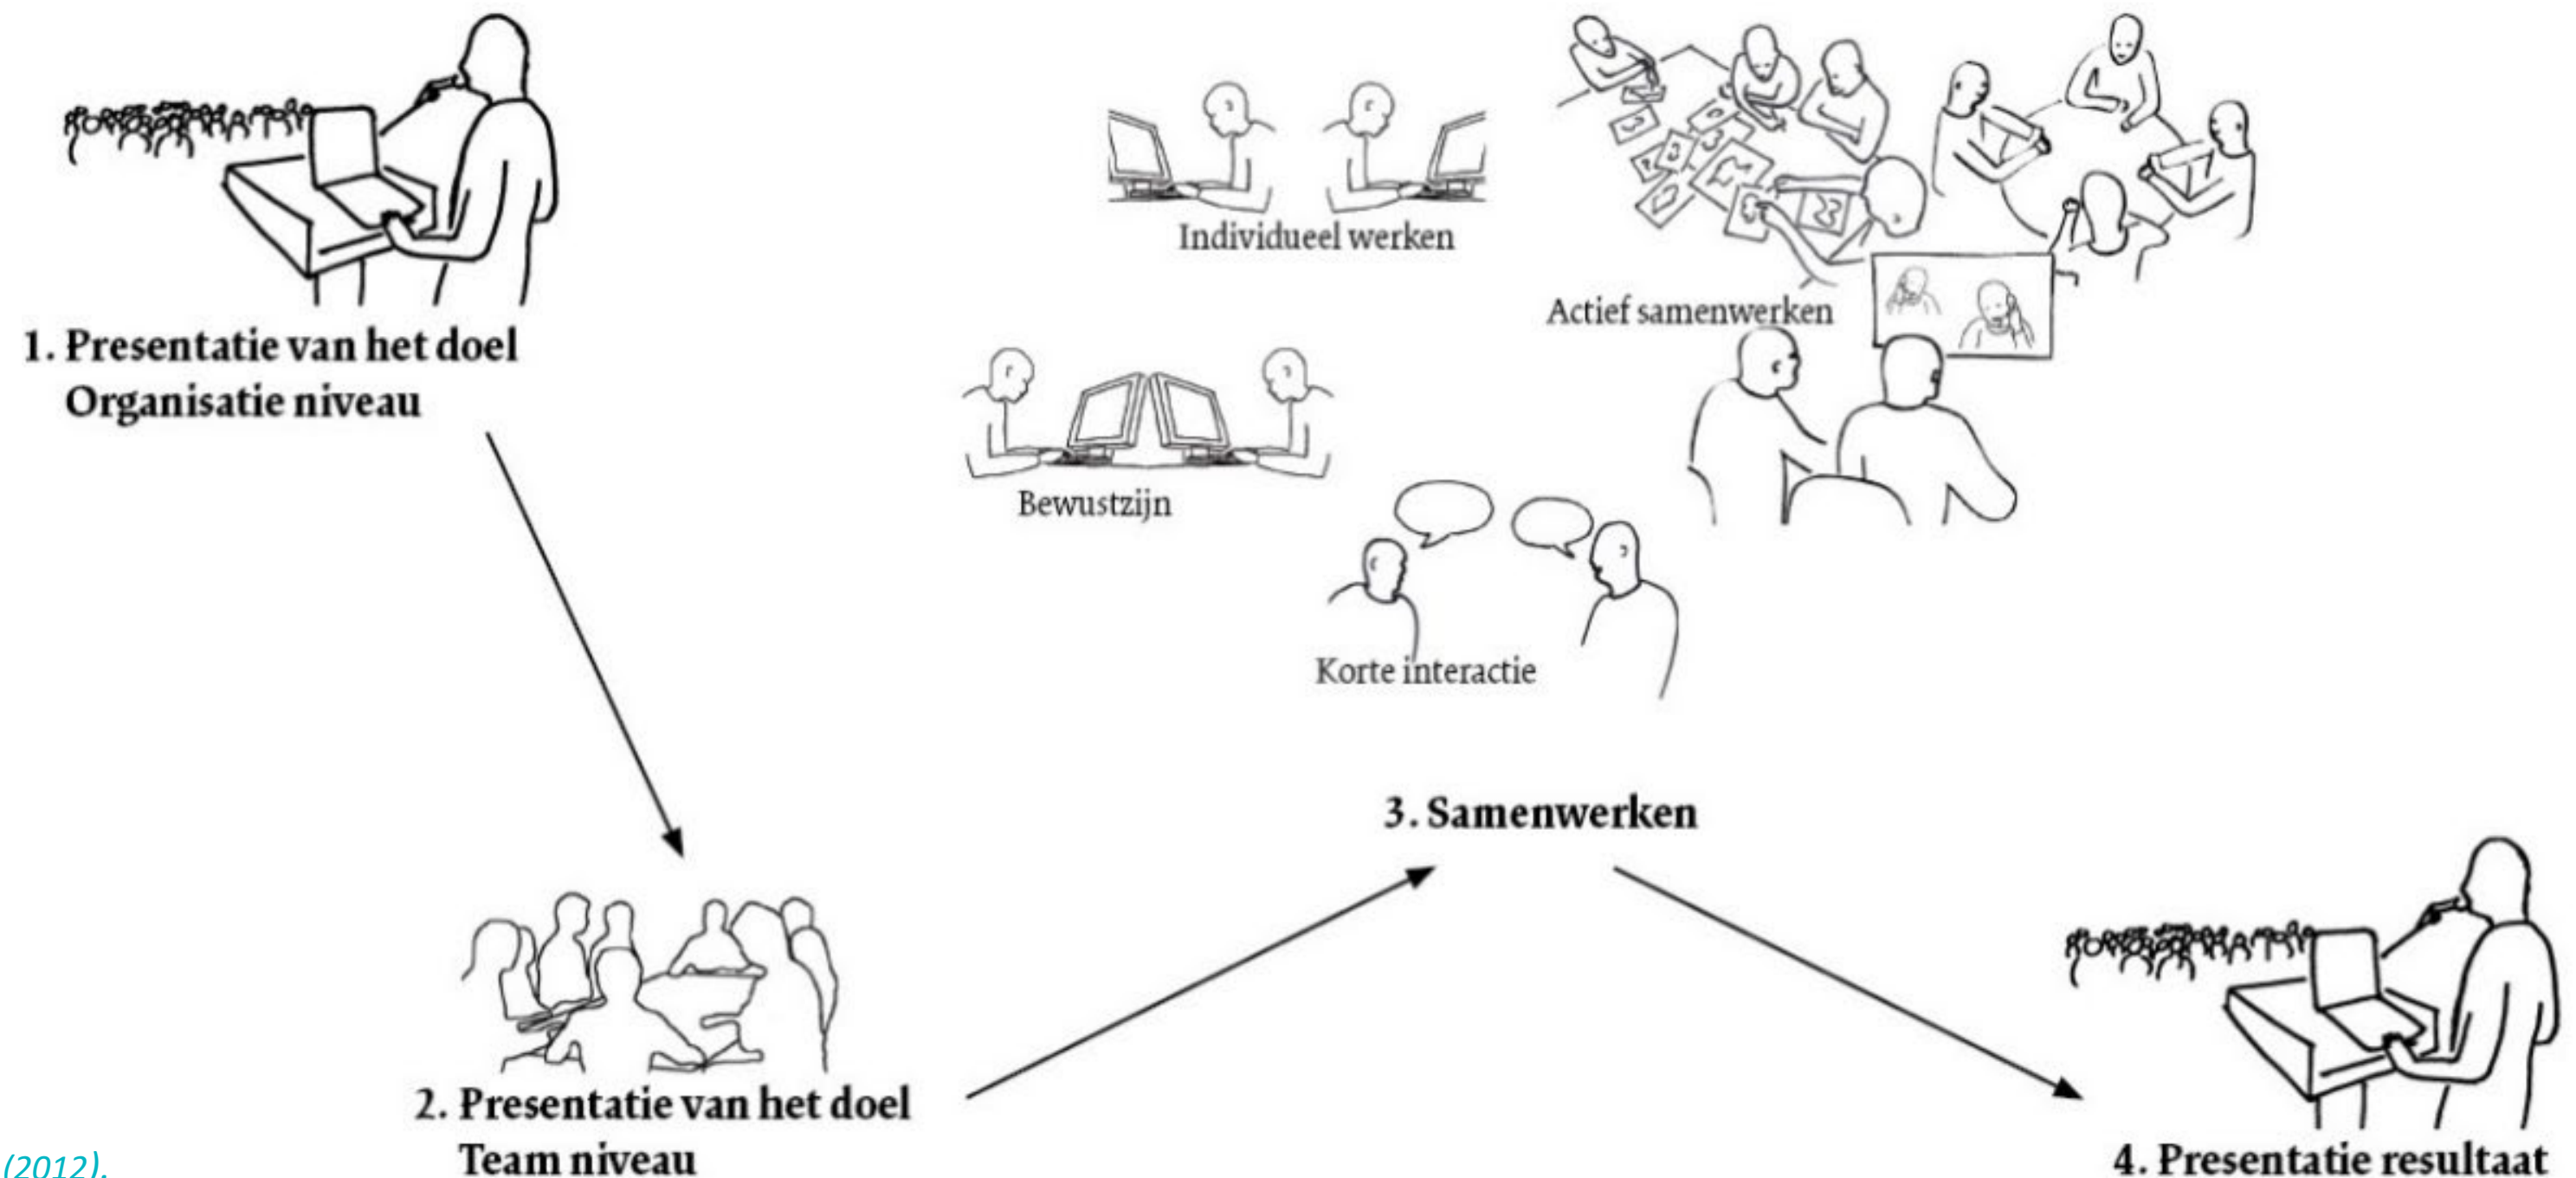 1. Presentatie van het doel
Organisatie niveau
Individueel werken
Actief samenwerken
Bewustzijn
Korte interactie
3. Samenwerken
2. Presentatie van het doel
Team niveau
4. Presentatie resultaat
(2012).